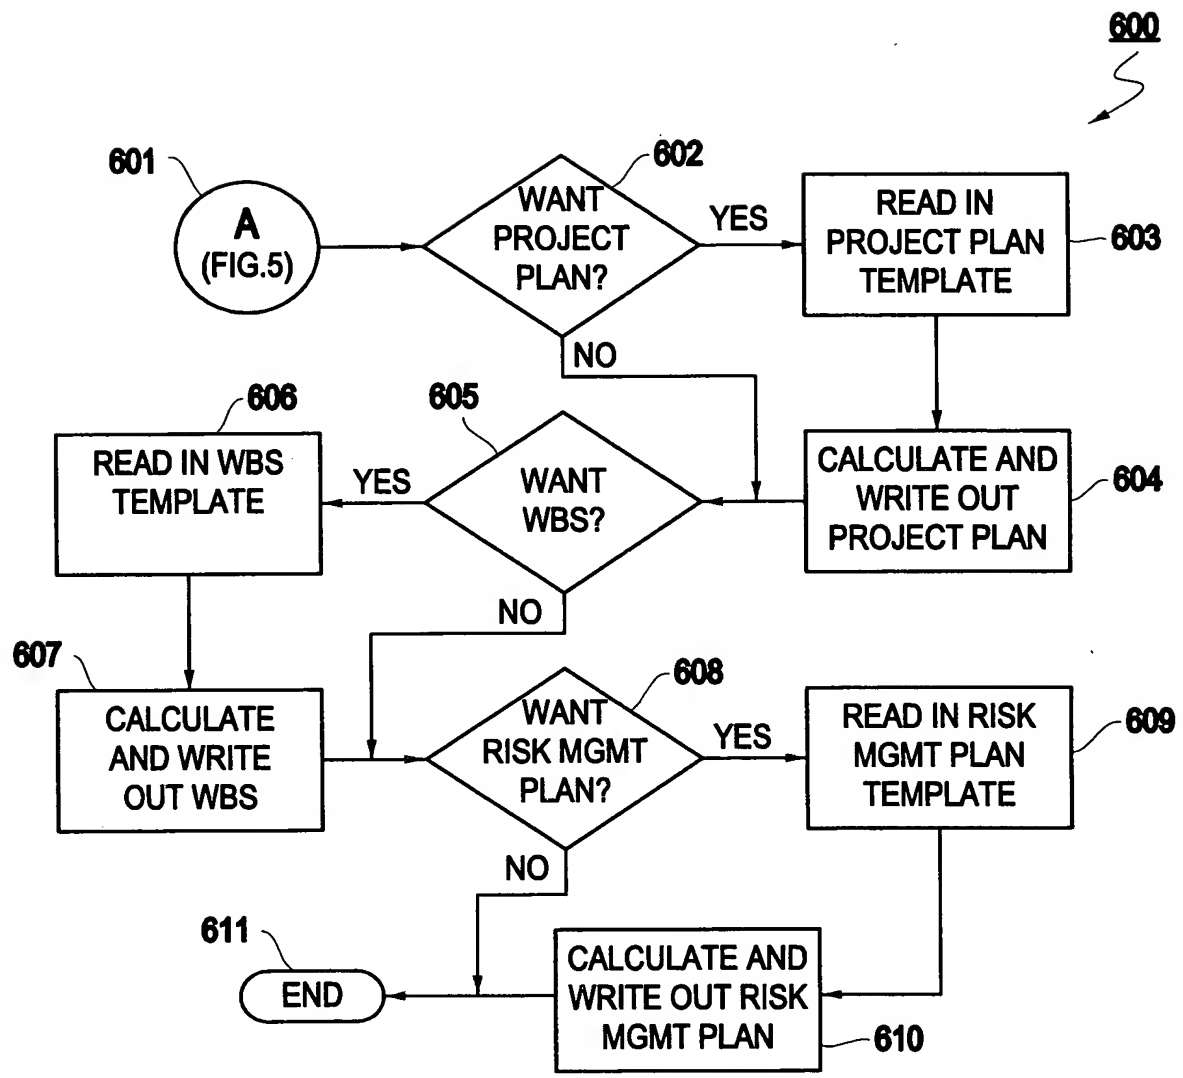 600
601
A
(FIG.5)
602
WANT
PROJECT
PLAN?
YES
NO
READ IN
PROJECT PLAN
TEMPLATE
603
CALCULATE AND
WRITE OUT
PROJECT PLAN
604
605
WANT
WBS?
YES
NO
606
READ IN WBS
TEMPLATE
607
CALCULATE
AND WRITE
OUT WBS
608
WANT
RISK MGMT
PLAN?
YES
NO
READ IN RISK
MGMT PLAN
TEMPLATE
609
CALCULATE AND
WRITE OUT RISK
MGMT PLAN
610
611
END